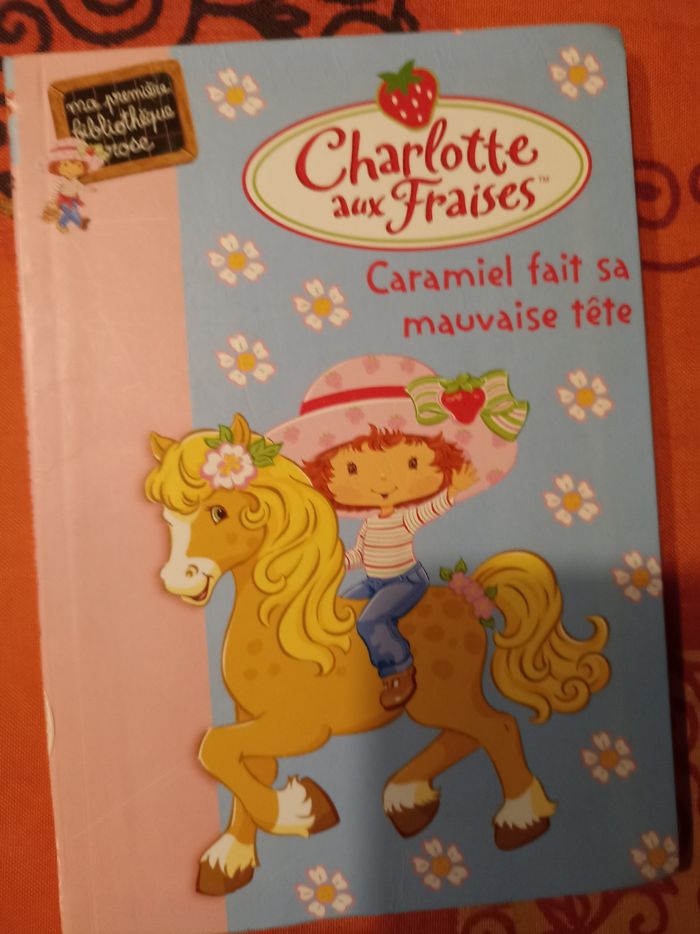 ma première
bibliothèque
rose
Charlotte
aux Fraises™
Caramiel fait sa
mauvaise tête